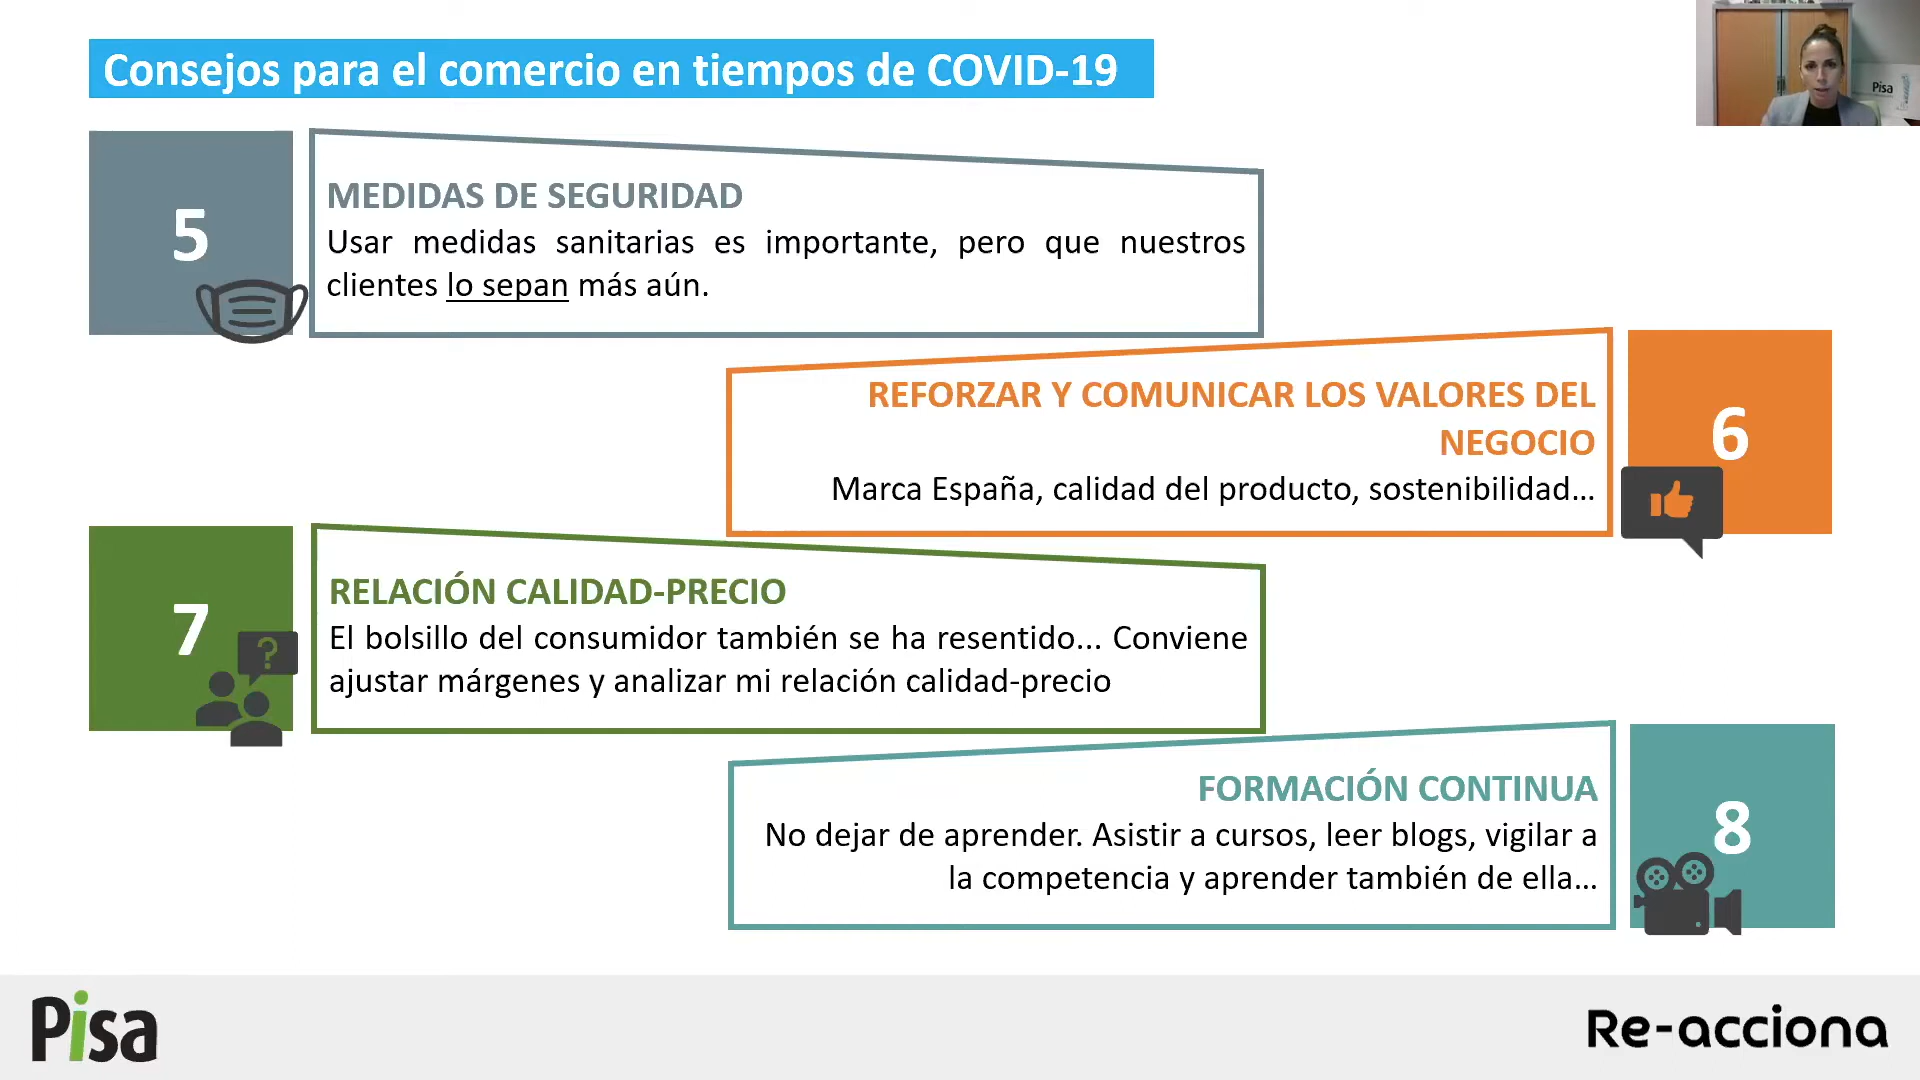 Consejos para el comercio en tiempos de COVID-19
Pisa
5
MEDIDAS DE SEGURIDAD
Usar medidas sanitarias es importante, pero que nuestros
clientes lo sepan más aún.
REFORZAR Y COMUNICAR LOS VALORES DEL
NEGOCIO
Marca España, calidad del producto, sostenibilidad...
6
7
?
RELACIÓN CALIDAD-PRECIO
El bolsillo del consumidor también se ha resentido... Conviene
ajustar márgenes y analizar mi relación calidad-precio
FORMACIÓN CONTINUA
No dejar de aprender. Asistir a cursos, leer blogs, vigilar a
la competencia y aprender también de ella...
8
Pisa
Re-acciona